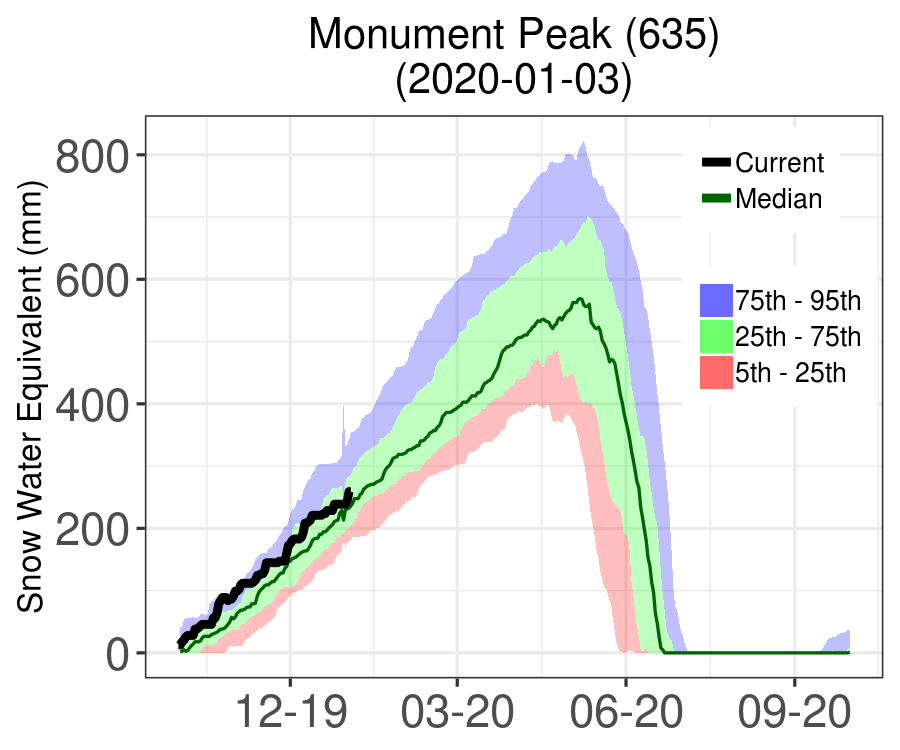 Monument Peak (635)
(2020-01-03)
Snow Water Equivalent (mm)
800
600
400
200
0
12-19
03-20
06-20
09-20
Current
Median
75th - 95th
25th - 75th
5th - 25th